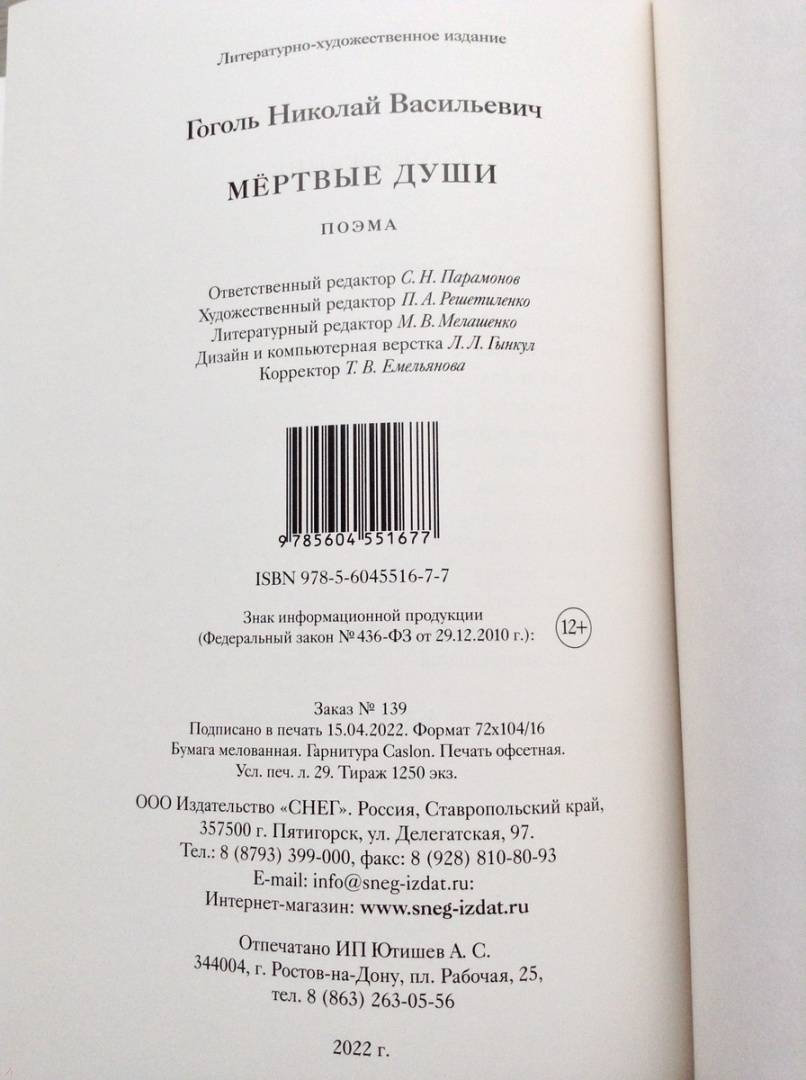 Литературно-художественное издание
Гоголь Николай Васильевич
МЁРТВЫЕ ДУШИ
ПОЭМА
Ответственный редактор С. Н. Парамонов
Художественный редактор П. А. Решетиленко
Литературный редактор М. В. Мелашенко
Дизайн и компьютерная верстка Л. Л. Гынкул
Корректор Т. В. Емельянова
9 785604 551677
ISBN 978-5-6045516-7-7
Знак информационной продукции
(Федеральный закон № 436-ФЗ от 29.12.2010 г.):
12+
Заказ № 139
Подписано в печать 15.04.2022. Формат 72х104/16
Бумага мелованная. Гарнитура Caslon. Печать офсетная.
Усл. печ. л. 29. Тираж 1250 экз.
ООО Издательство «СНЕГ». Россия, Ставропольский край,
357500 г. Пятигорск, ул. Делегатская, 97.
Тел.: 8 (8793) 399-000, факс: 8 (928) 810-80-93
E-mail: info@sneg-izdat.ru:
Интернет-магазин: www.sneg-izdat.ru
Отпечатано ИП Ютишев А. С.
344004, г. Ростов-на-Дону, пл. Рабочая, 25,
тел. 8 (863) 263-05-56
2022 г.